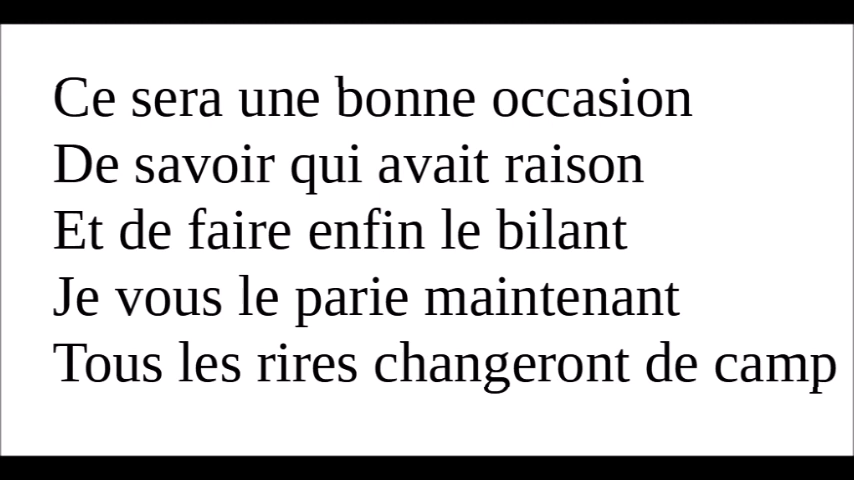 Ce sera une bonne occasion
De savoir qui avait raison
Et de faire enfin le bilant
Je vous le parie maintenant
Tous les rires changeront de camp